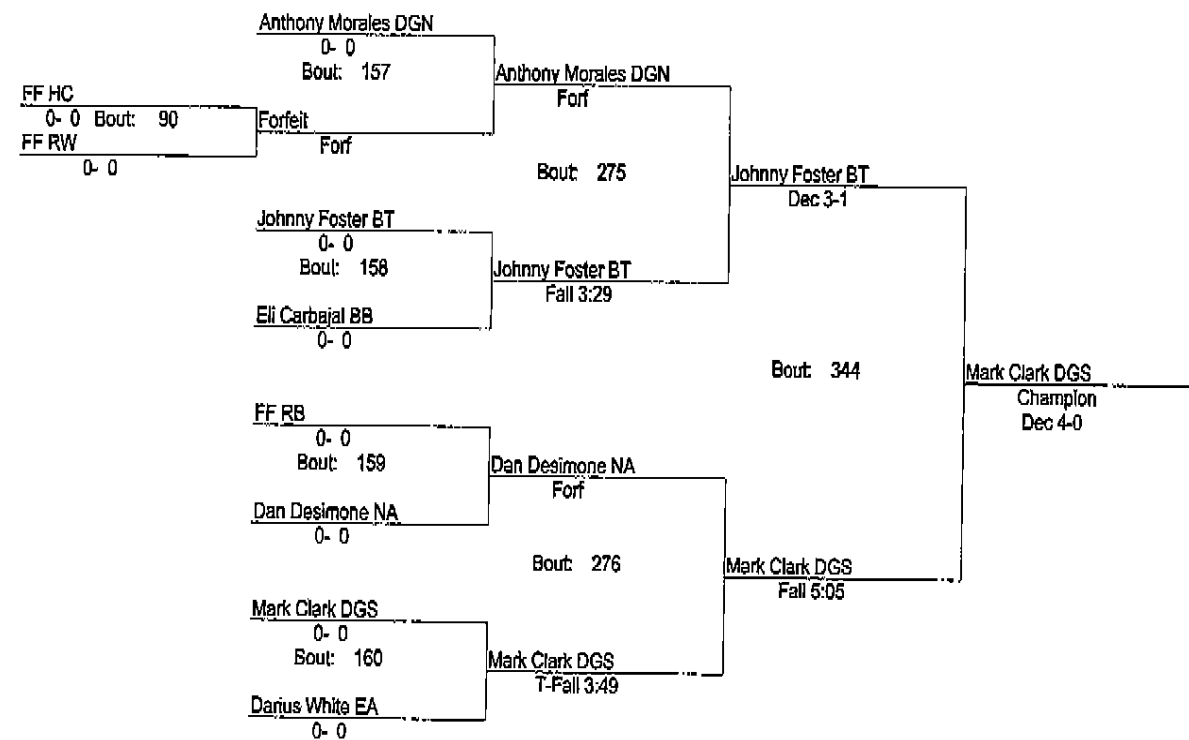 Anthony Morales DGN
0- 0
Bout: 157
Anthony Morales DGN
Forf
FF HC
0- 0 Bout: 90
FF RW
0- 0
Forfeit
Forf
Bout: 275
Johnny Foster BT
Dec 3-1
Johnny Foster BT
0- 0
Bout: 158
Johnny Foster BT
Fall 3:29
Eli Carbajal BB
0- 0
Bout: 344
Mark Clark DGS
Champion
Dec 4-0
FF RB
0- 0
Bout: 159
Dan Desimone NA
Forf
Dan Desimone NA
0- 0
Bout: 276
Mark Clark DGS
Fall 5:05
Mark Clark DGS
0- 0
Bout: 160
Mark Clark DGS
T-Fall 3:49
Darius White EA
0- 0